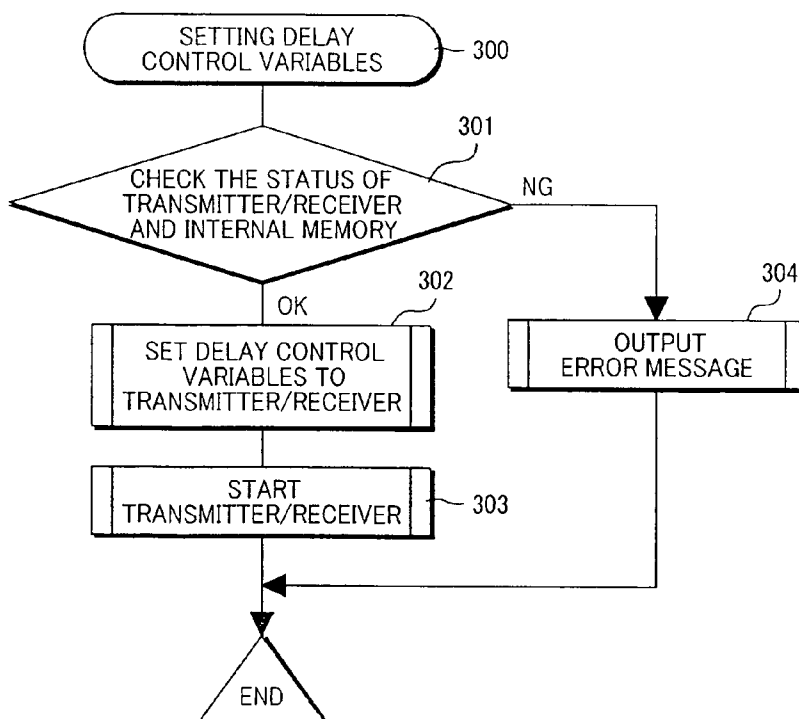 SETTING DELAY
CONTROL VARIABLES
300
301
CHECK THE STATUS OF
TRANSMITTER/RECEIVER
AND INTERNAL MEMORY
NG
OK
302
SET DELAY CONTROL
VARIABLES TO
TRANSMITTER/RECEIVER
304
OUTPUT
ERROR MESSAGE
START
TRANSMITTER/RECEIVER
303
END